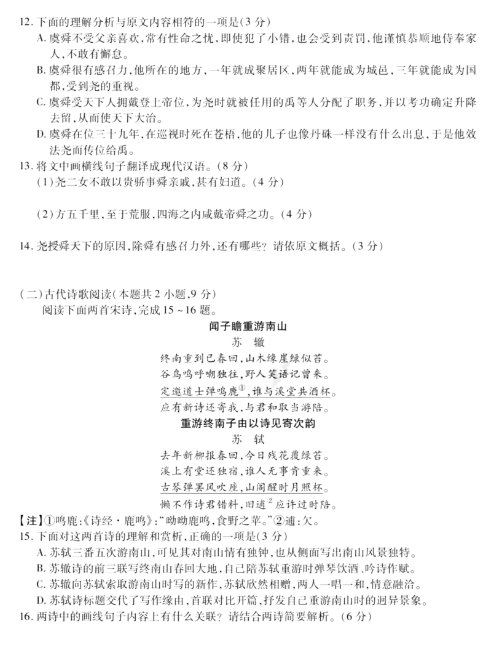 12. 下面的理解分析与原文内容相符的一项是(3 分)
A. 虞舜不受父亲喜欢,常有性命之忧,即使犯了小错,也会受到责罚,他谨慎恭顺地侍奉家
人,不敢有懈怠。
B. 虞舜很有感召力,他所在的地方,一年就成聚居区,两年就能成为城邑,三年就能成为国
都,受到尧的重视。
C. 虞舜受天下人拥戴登上帝位,为尧时就被任用的禹等人分配了职务,并以考功确定升降
去留,从而使天下大治。
D. 虞舜在位三十九年,在巡视时死在苍梧,他的儿子也像丹硃一样没有什么出息,于是他效
法尧而传位给禹。
13. 将文中画横线句子翻译成现代汉语。(8 分)
(1)尧二女不敢以贵骄事舜亲戚,甚有妇道。(4 分)
(2)方五千里,至于荒服,四海之内咸戴帝舜之功。(4 分)
14. 尧授舜天下的原因,除舜有感召力外,还有哪些?请依原文概括。(3 分)
(二)古代诗歌阅读(本题共2 小题,9 分)
阅读下面两首宋诗,完成15~16题。
闻子瞻重游南山
苏 辙
终南重到已春回,山木缘崖绿似苔。
谷鸟鸣呼嘲独往,野人笑语记曾来。
定邀道士弹鸣鹿①,谁与溪堂共酒杯。
应有新诗还寄我,与君和取当游陪。
重游终南子由以诗见寄次韵
苏 轼
去年新柳报春回,今日残花覆绿苔。
溪上有堂还独宿,谁人无事肯重来。
古琴弹罢风吹座,山阁醒时月照杯。
懒不作诗君错料,旧逋②应许过时陪。
【注】①鸣鹿:《诗经·鹿鸣》:“呦呦鹿鸣,食野之苹。”②逋:欠。
15. 下面对这两首诗的理解和赏析,正确的一项是(3 分)
A. 苏轼三番五次游南山,可见其对南山情有独钟,也从侧面写出南山风景独特。
B. 苏辙诗的前三联写终南山春回大地,自己陪苏轼重游时弹琴饮酒、吟诗作赋。
C. 苏辙向苏轼索取游南山时写的新作,苏轼欣然相赠,两人一唱一和,情意融洽。
D. 苏轼诗标题交代了写作缘由,首联对比开篇,抒发自己重游南山时的迥异景象。
16. 两诗中的画线句子内容上有什么关联?请结合两诗简要解析。(6 分)